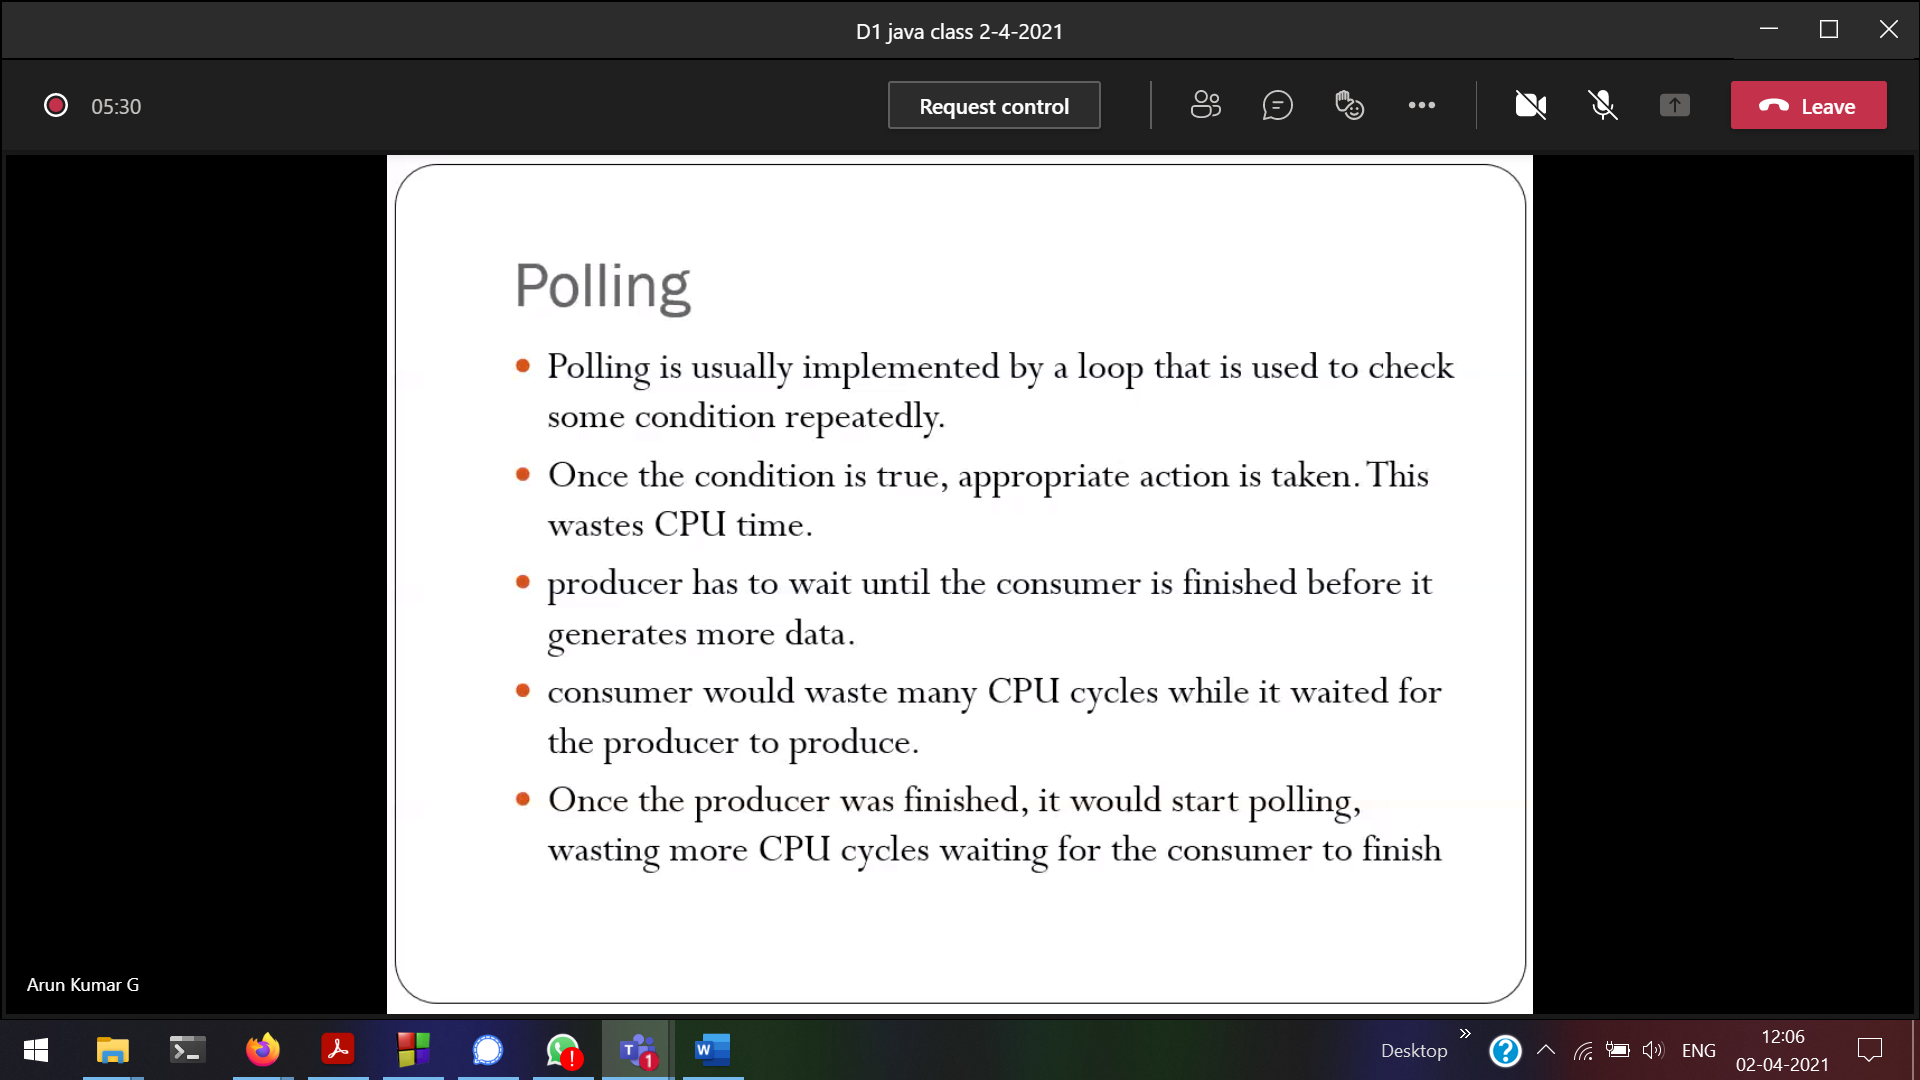 D1 java class 2-4-2021
05:30
Request control
Leave
Polling
Polling is usually implemented by a loop that is used to check
some condition repeatedly.
Once the condition is true, appropriate action is taken. This
wastes CPU time.
producer has to wait until the consumer is finished before it
generates more data.
consumer would waste many CPU cycles while it waited for
the producer to produce.
Once the producer was finished, it would start polling,
wasting more CPU cycles waiting for the consumer to finish
Arun Kumar G
T
1
W
Desktop
ENG
12:06
02-04-2021